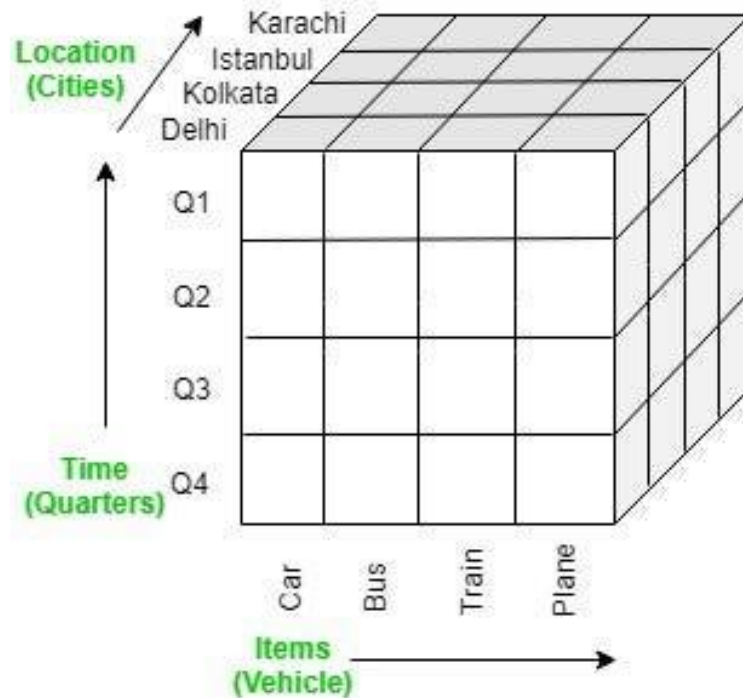 Karachi
Istanbul
Kolkata
Delhi
Location
(Cities)
Q1
Q2
Q3
Q4
Time
(Quarters)
Car
Bus
Train
Plane
Items
(Vehicle)